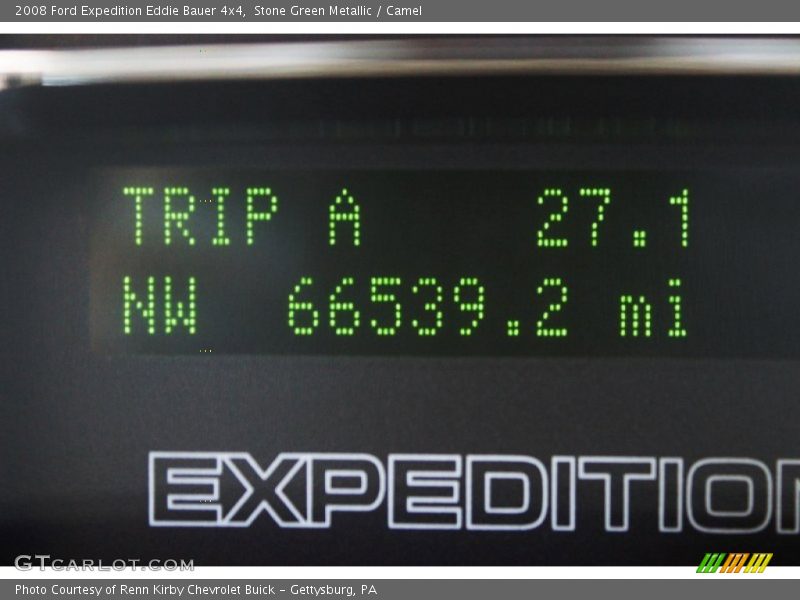 2008 Ford Expedition Eddie Bauer 4x4, Stone Green Metallic / Camel
TRIP A 27.1
NW 66539.2 mi
EXPEDITION
GTCARLOT.COM
Photo Courtesy of Renn Kirby Chevrolet Buick - Gettysburg, PA